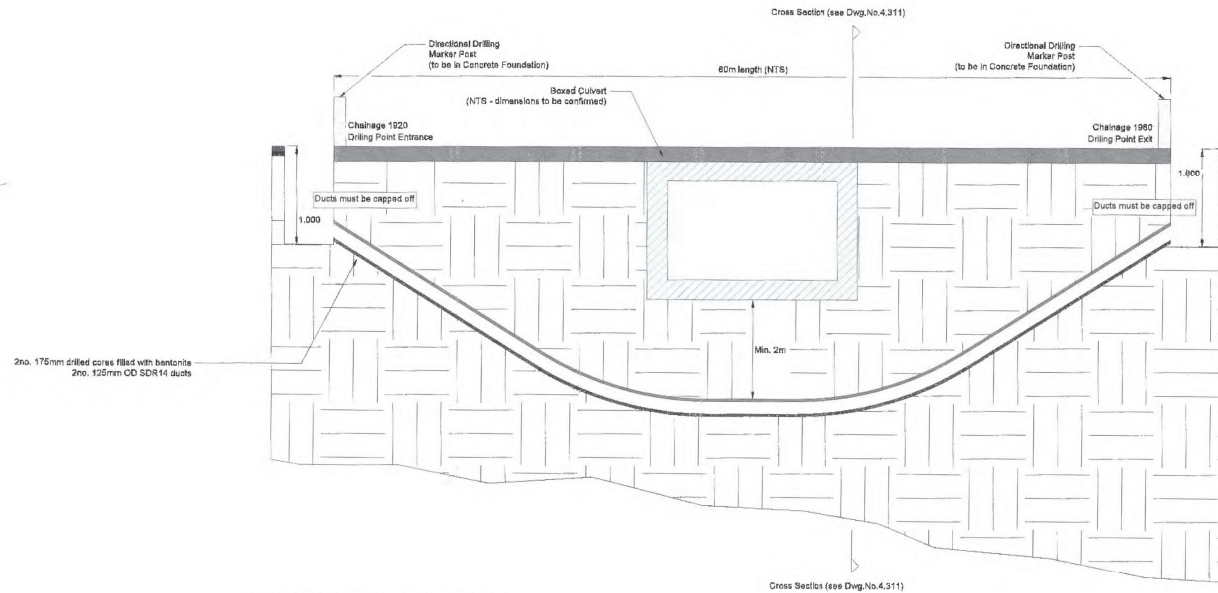 Cross Section (see Dwg.No.4.311)
Directional Drilling
Marker Post
(to be in Concrete Foundation)
Directional Drilling
Marker Post
(to be in Concrete Foundation)
60m length (NTS)
Boxed Culvert
(NTS - dimensions to be confirmed)
Chainage 1920
Drilling Point Entrance
Chainage 1960
Drilling Point Exit
1.000
Ducts must be capped off
Ducts must be capped off
1.000
Min. 2m
2no. 175mm drilled cores filled with bentonite
2no. 125mm OD SDR14 ducts
Cross Section (see Dwg.No.4.311)